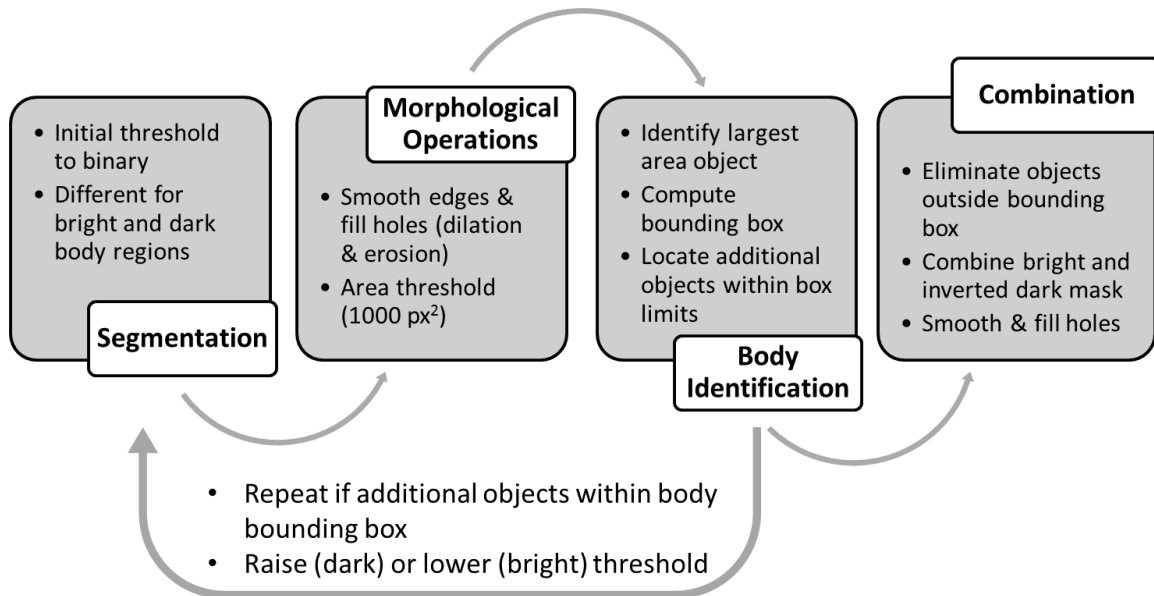 • Initial threshold
to binary
• Different for
bright and dark
body regions
Segmentation
Morphological
Operations
• Smooth edges &
fill holes (dilation
& erosion)
• Area threshold
(1000 px²)
• Identify largest
area object
• Compute
bounding box
• Locate additional
objects within box
limits
Body
Identification
Combination
• Eliminate objects
outside bounding
box
• Combine bright and
inverted dark mask
• Smooth & fill holes
• Repeat if additional objects within body
bounding box
• Raise (dark) or lower (bright) threshold